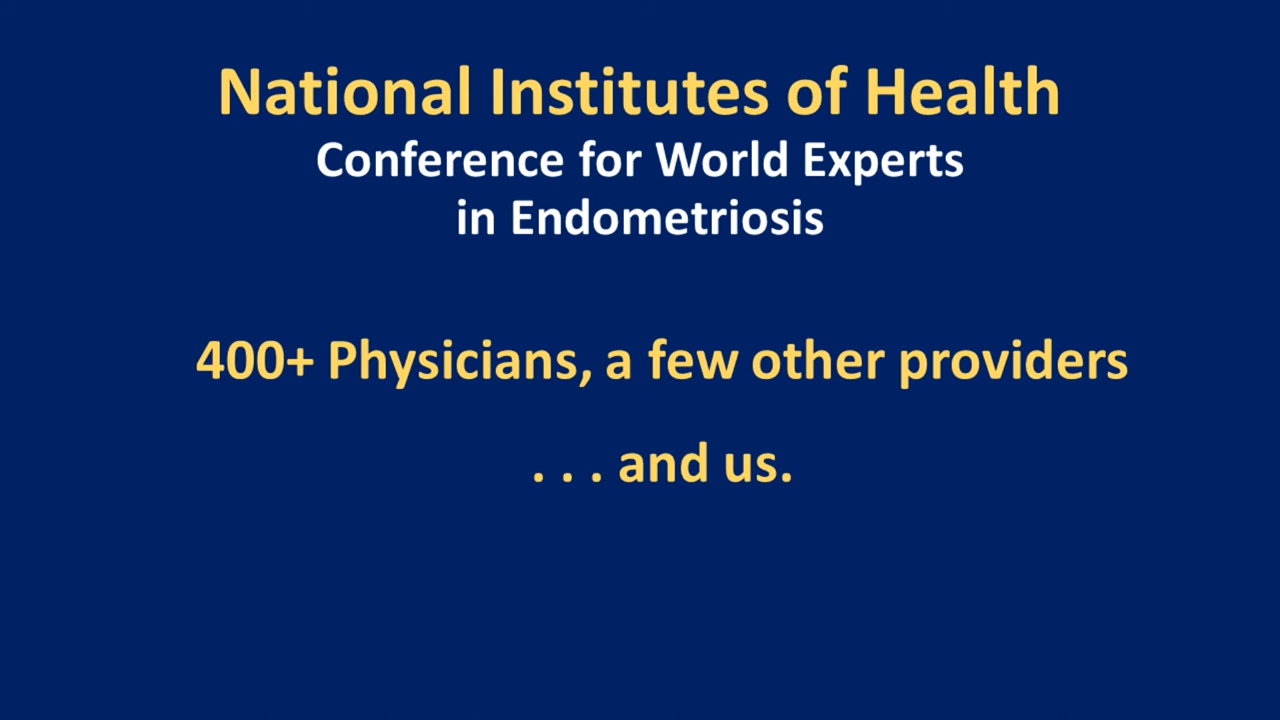 National Institutes of Health
Conference for World Experts
in Endometriosis
400+ Physicians, a few other providers
. . . and us.